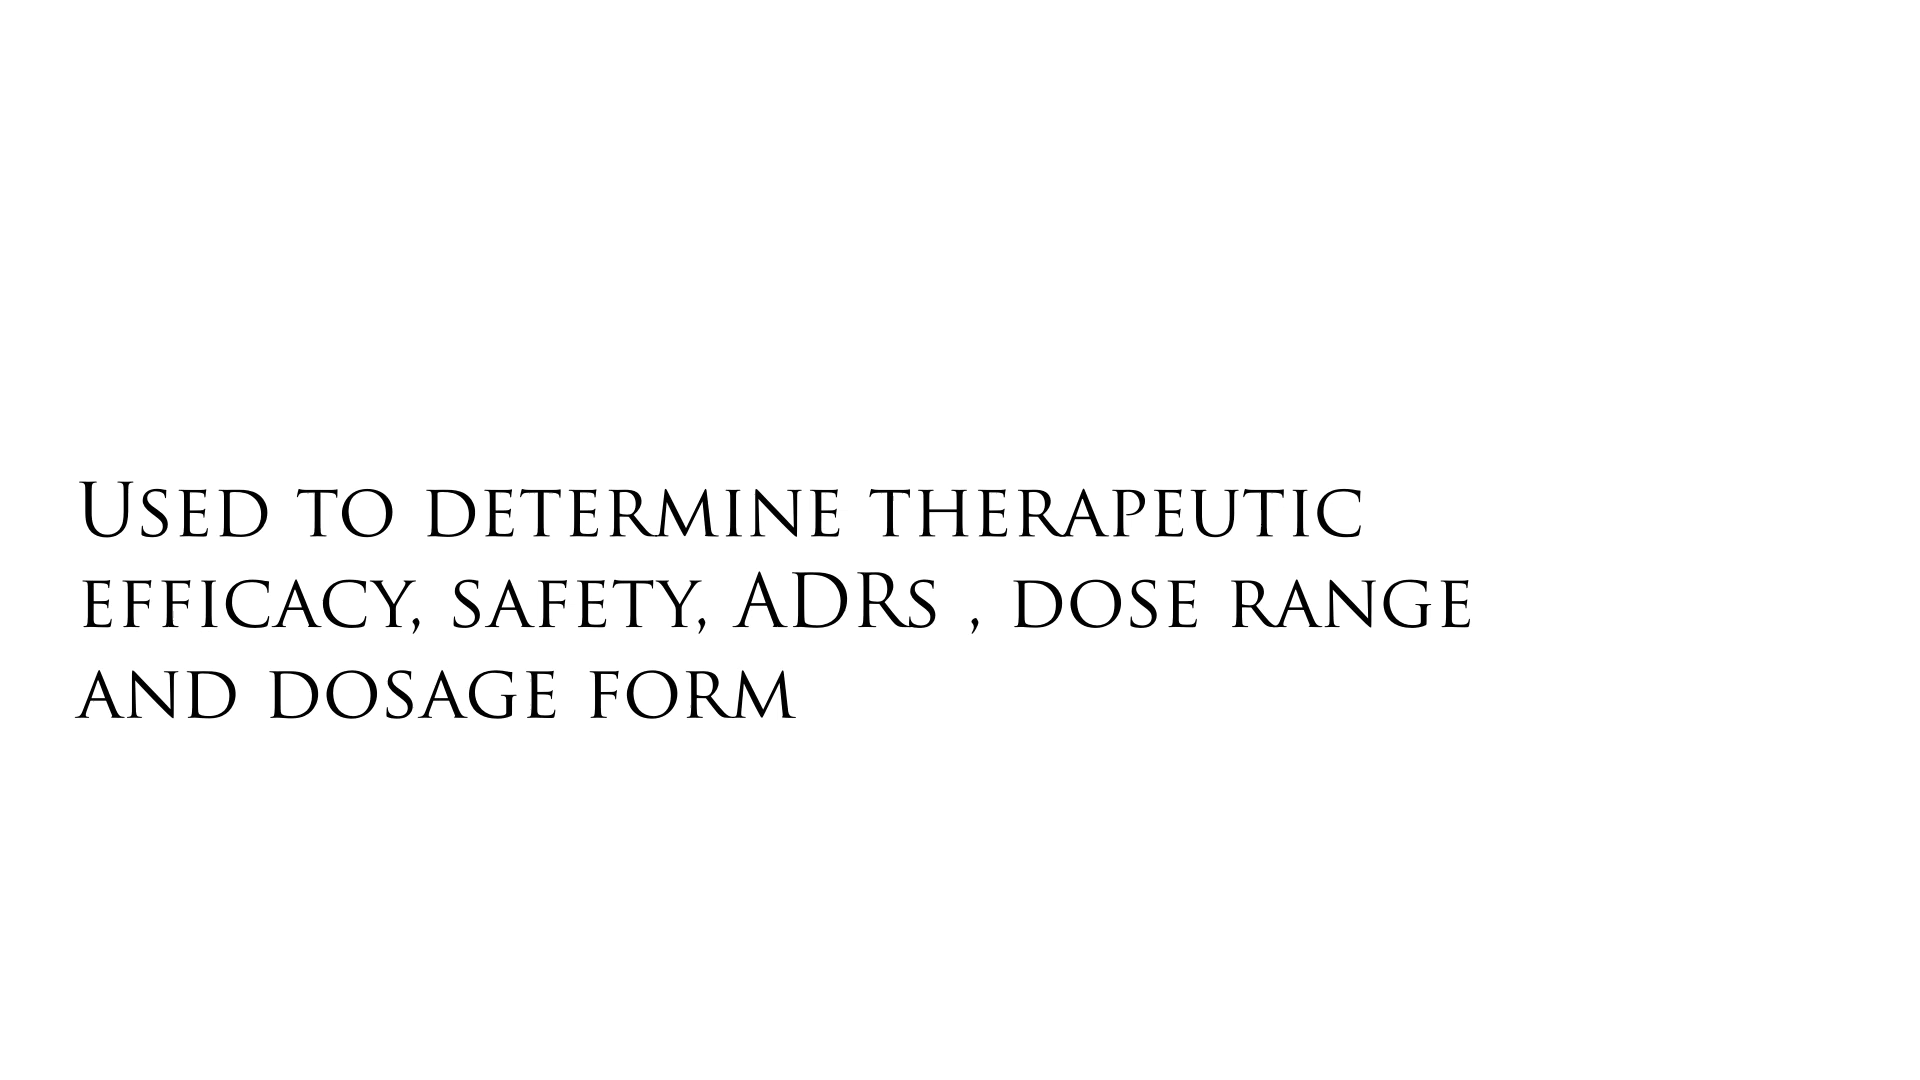 Used to determine therapeutic
efficacy, safety, ADRs , dose range
and dosage form